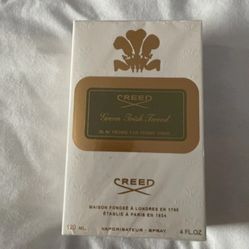 CREED
Green Irish Tweed
CREED
MAISON FONDÉE À LONDRES EN 1760
ÉTABLIE À PARIS EN 1854
120 ML. VAPORISATEUR - SPRAY 4 FL.OZ